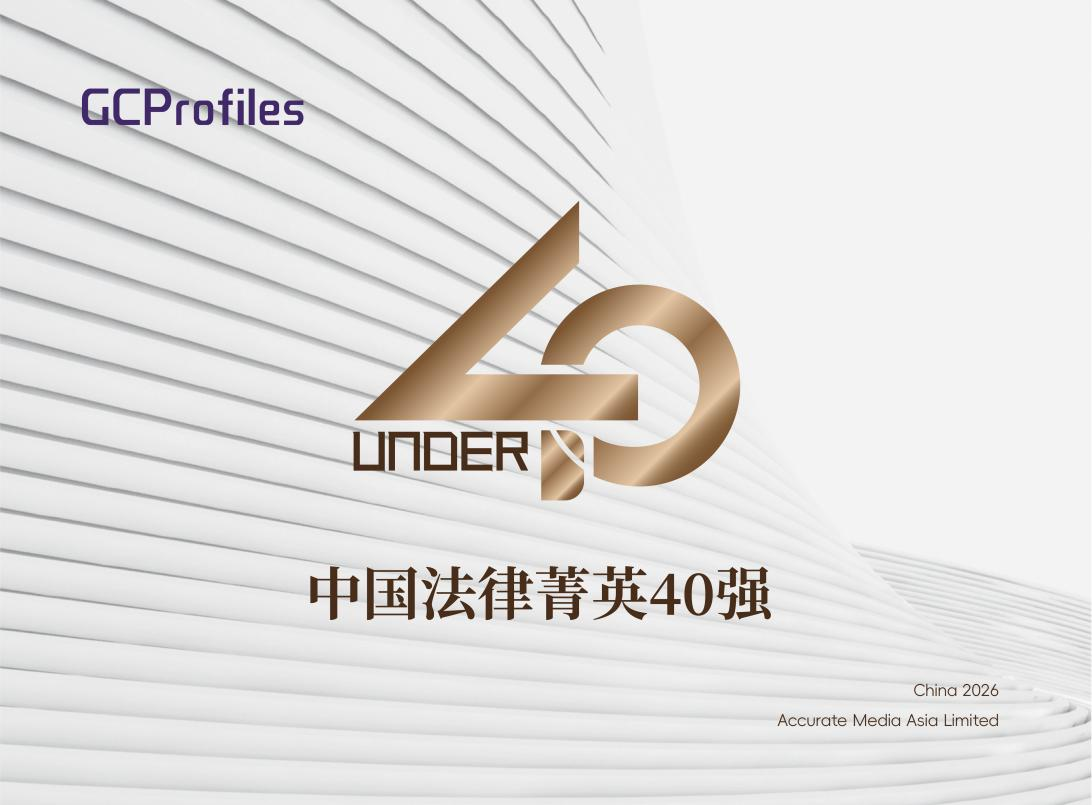 GCProfiles
40
UNDER
中国法律菁英40强
China 2026
Accurate Media Asia Limited